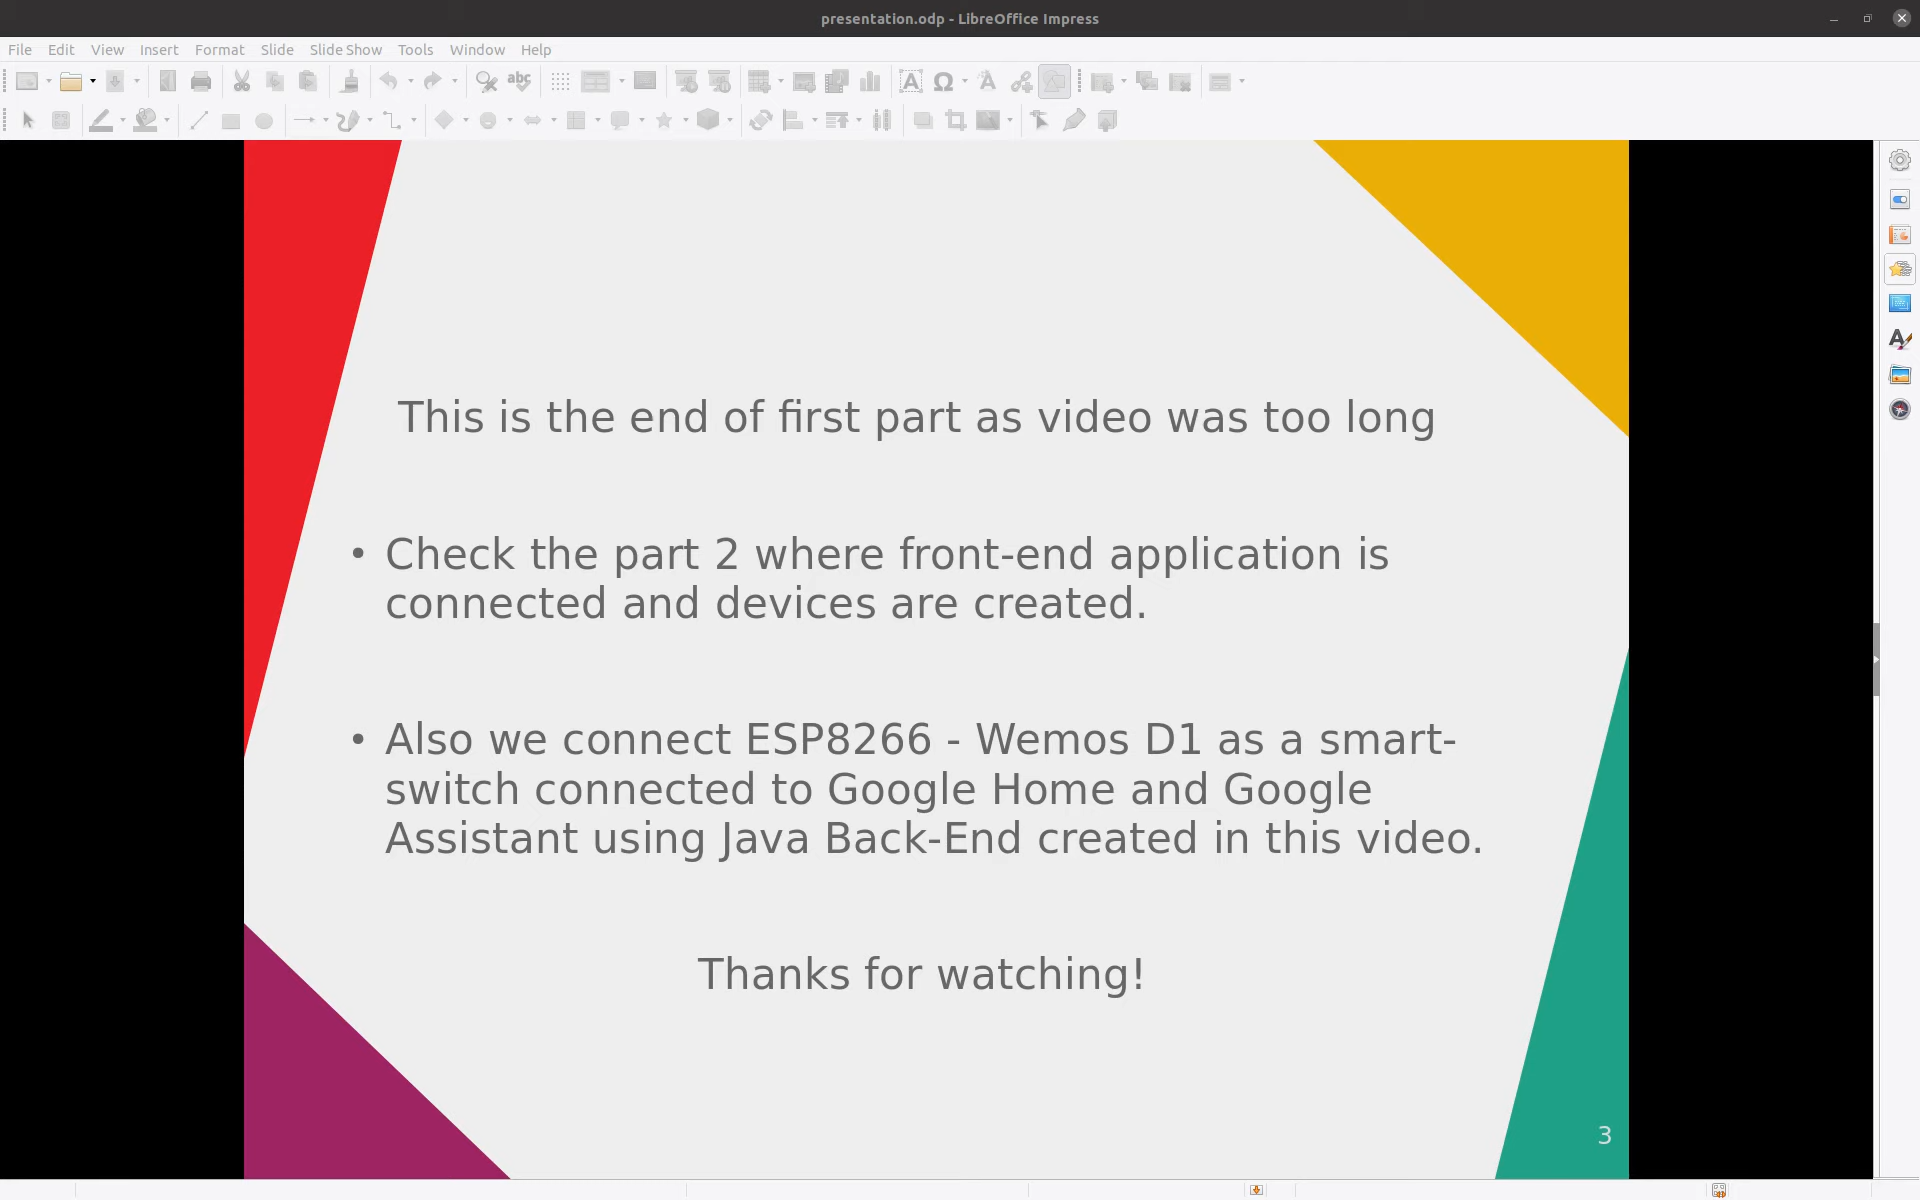 presentation.odp - LibreOffice Impress
File Edit View Insert Format Slide Slide Show Tools Window Help
abc
This is the end of first part as video was too long
• Check the part 2 where front-end application is
connected and devices are created.
• Also we connect ESP8266 - Wemos D1 as a smart-
switch connected to Google Home and Google
Assistant using Java Back-End created in this video.
Thanks for watching!
3